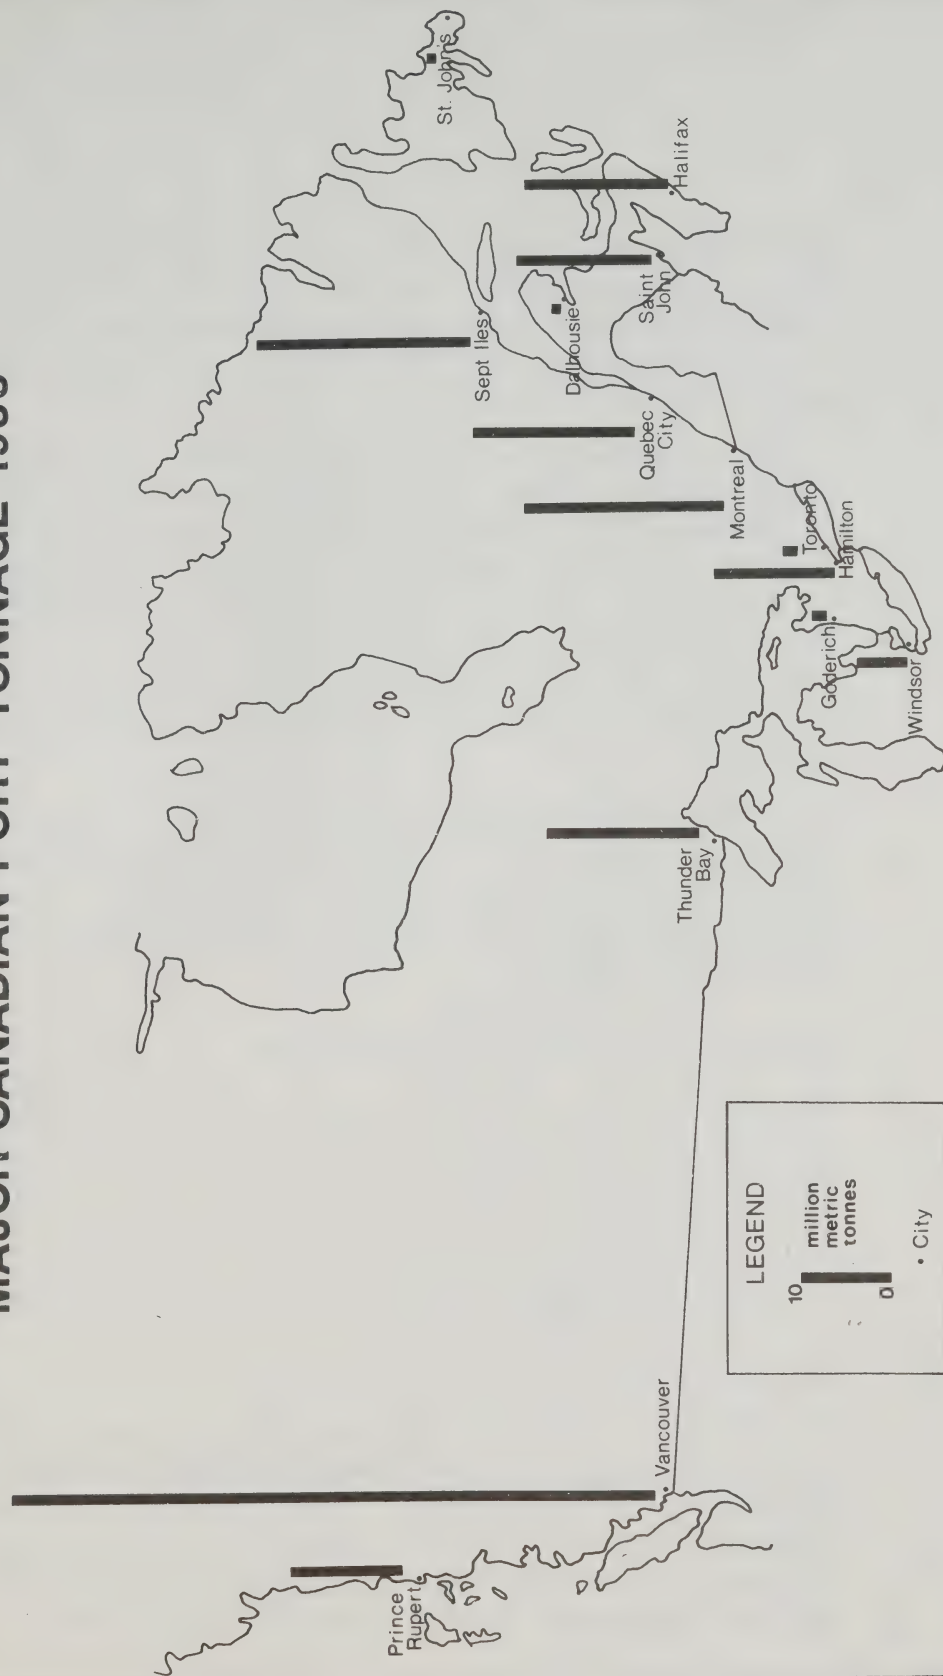 MAJOR CANADIAN PORT TONNAGE
Prince
Rupert
St. John's
Sept Iles
Dalhousie
Quebec
City
Saint
John
Vancouver
Halifax
Thunder
Bay
Montreal
Toronto
Goderich
Hamilton
Windsor
LEGEND
10
million
metric
tonnes
0
• City